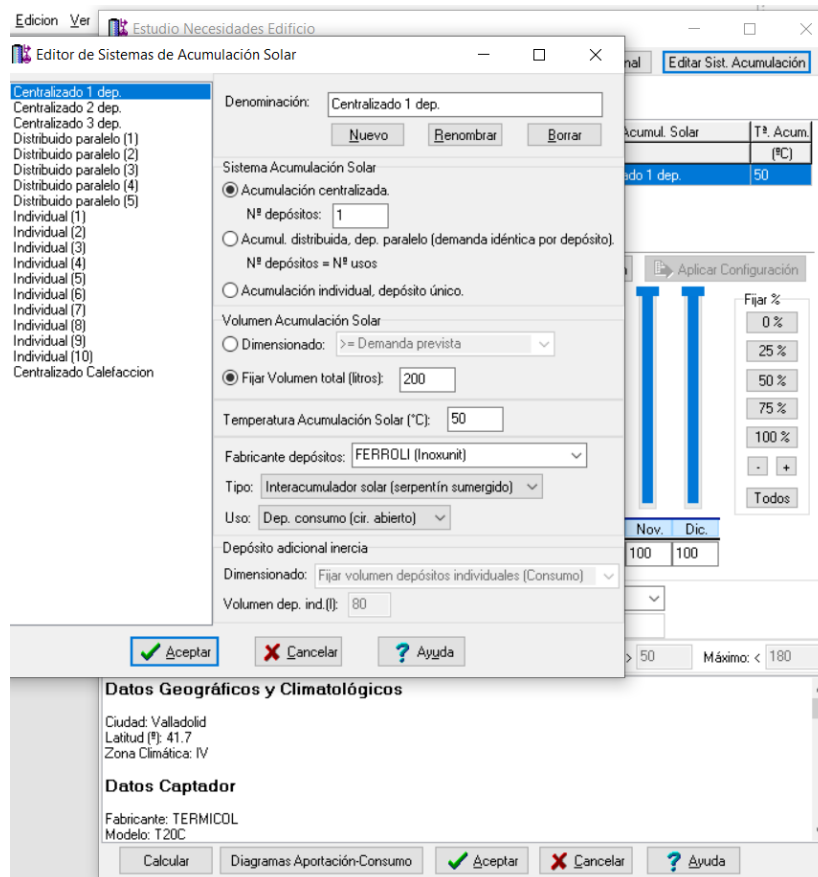 Edicion Ver
Estudio Necesidades Edificio
Editor de Sistemas de Acumulación Solar
nal
Editar Sist. Acumulación
Centralizado 1 dep.
Centralizado 2 dep.
Centralizado 3 dep.
Distribuido paralelo (1)
Distribuido paralelo (2)
Distribuido paralelo (3)
Distribuido paralelo (4)
Distribuido paralelo (5)
Individual (1)
Individual (2)
Individual (3)
Individual (4)
Individual (5)
Individual (6)
Individual (7)
Individual (8)
Individual (9)
Individual (10)
Centralizado Calefaccion
Denominación: Centralizado 1 dep.
Nuevo Renombrar Borrar
Sistema Acumulación Solar
Acumulación centralizada.
Nº depósitos: 1
Acumul. distribuida, dep. paralelo (demanda idéntica por depósito).
Nº depósitos = Nº usos
Acumulación individual, depósito único.
Volumen Acumulación Solar
Dimensionado: >= Demanda prevista
Fijar Volumen total (litros): 200
Temperatura Acumulación Solar (°C): 50
Fabricante depósitos: FERROLI (Inoxunit)
Tipo: Interacumulador solar (serpentín sumergido)
Uso: Dep. consumo (cir. abierto)
Depósito adicional inercia
Dimensionado: Fijar volumen depósitos individuales (Consumo)
Volumen dep. ind.(l): 80
Aceptar Cancelar Ayuda
Acumul. Solar Tª. Acum.
(ºC)
ado 1 dep. 50
Aplicar Configuración
Fijar %
0 %
25 %
50 %
75 %
100 %
- +
Todos
Nov. Dic.
100 100
> 50 Máximo: < 180
Datos Geográficos y Climatológicos
Ciudad: Valladolid
Latitud (º): 41.7
Zona Climática: IV
Datos Captador
Fabricante: TERMICOL
Modelo: T20C
Calcular Diagramas Aportación-Consumo Aceptar Cancelar Ayuda